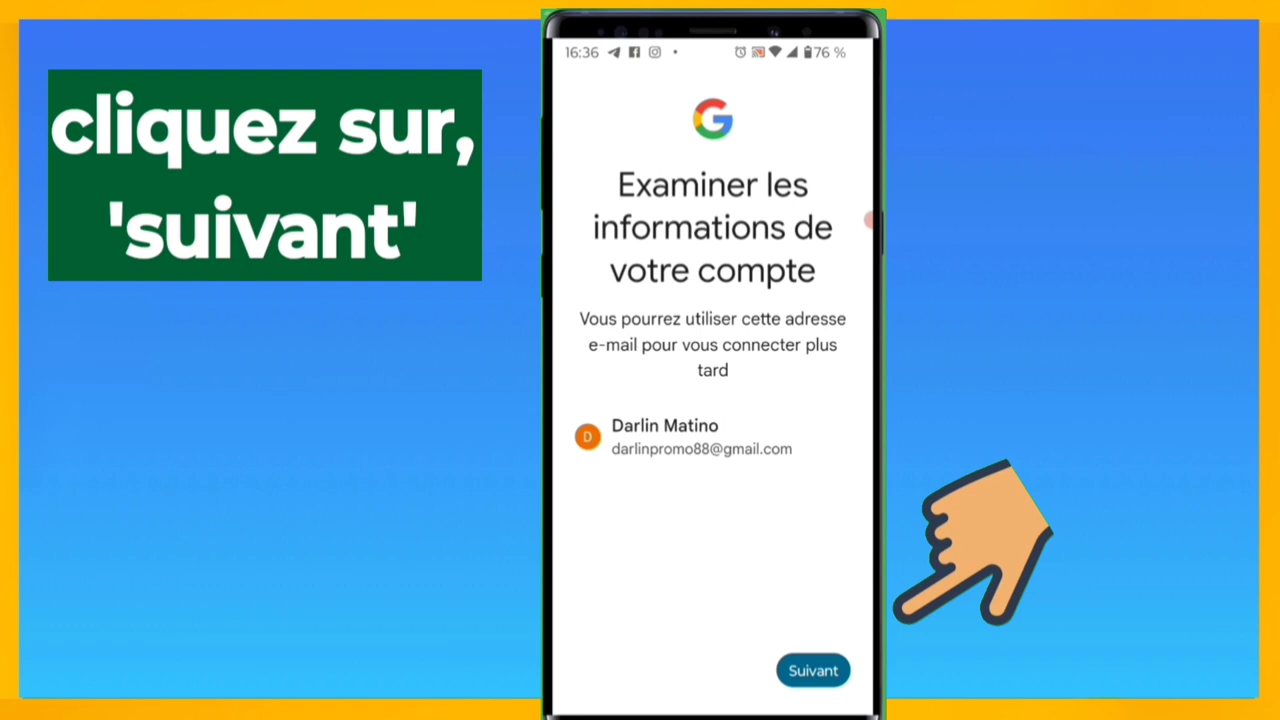 cliquez sur,
'suivant'
16:36
76 %
G
Examiner les
informations de
votre compte
Vous pourrez utiliser cette adresse
e-mail pour vous connecter plus
tard
D
Darlin Matino
darlinpromo88@gmail.com
Suivant